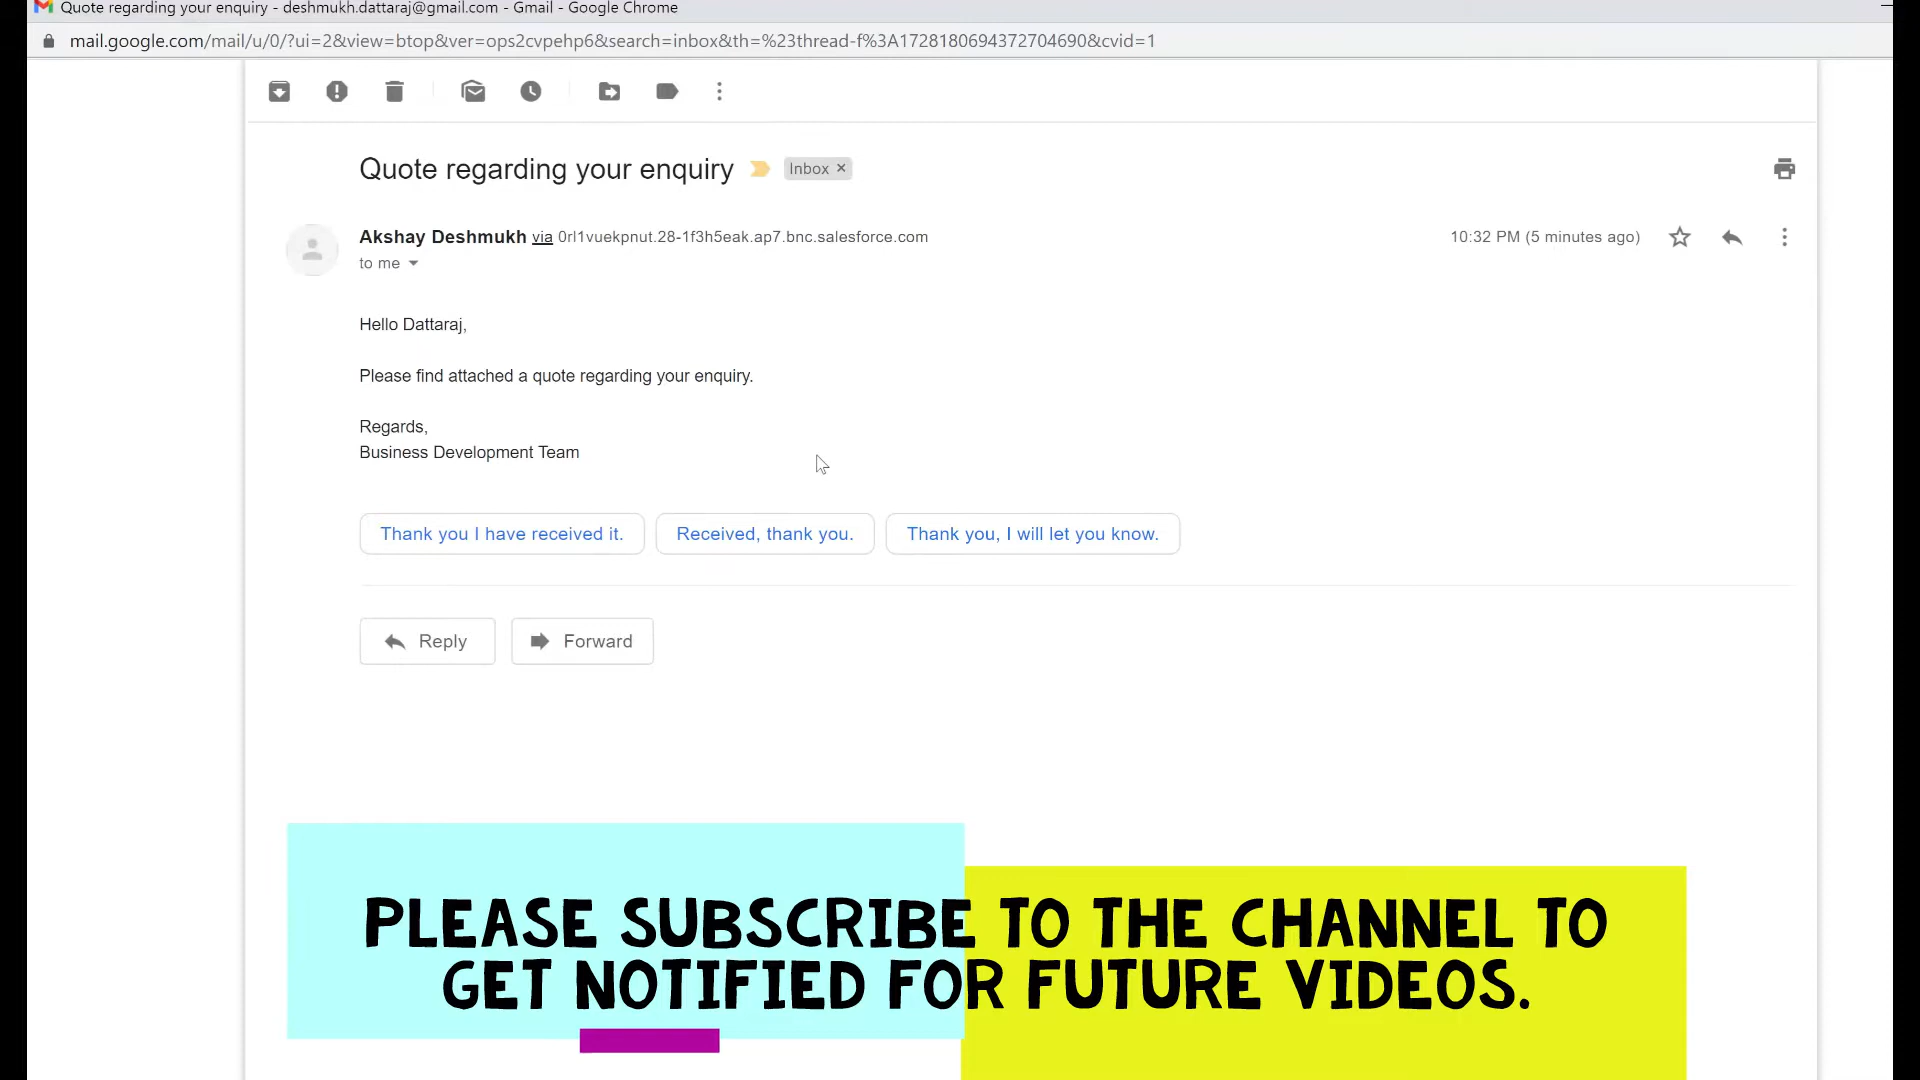 Quote regarding your enquiry - deshmukh.dattaraj@gmail.com - Gmail - Google Chrome
mail.google.com/mail/u/0/?ui=2&view=btop&ver=ops2cvpehp6&search=inbox&th=%23thread-f%3A1728180694372704690&cvid=1
Quote regarding your enquiry Inbox ×
Akshay Deshmukh via 0rl1vuekpnut.28-1f3h5eak.ap7.bnc.salesforce.com 10:32 PM (5 minutes ago)
to me
Hello Dattaraj,
Please find attached a quote regarding your enquiry.
Regards,
Business Development Team
Thank you I have received it. Received, thank you. Thank you, I will let you know.
Reply Forward
PLEASE SUBSCRIBE TO THE CHANNEL TO
GET NOTIFIED FOR FUTURE VIDEOS.